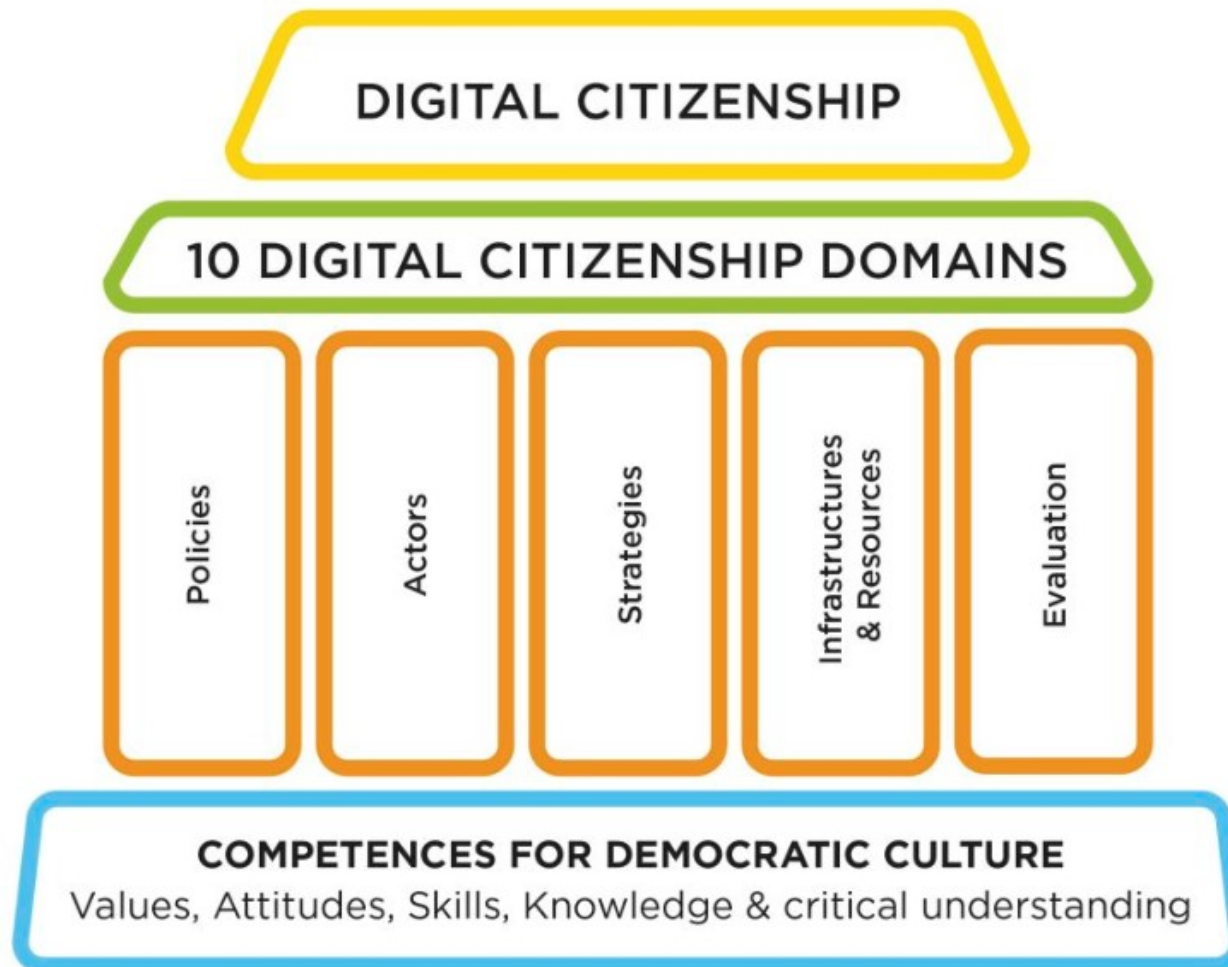 DIGITAL CITIZENSHIP
10 DIGITAL CITIZENSHIP DOMAINS
Policies
Actors
Strategies
Infrastructures
& Resources
Evaluation
COMPETENCES FOR DEMOCRATIC CULTURE
Values, Attitudes, Skills, Knowledge & critical understanding